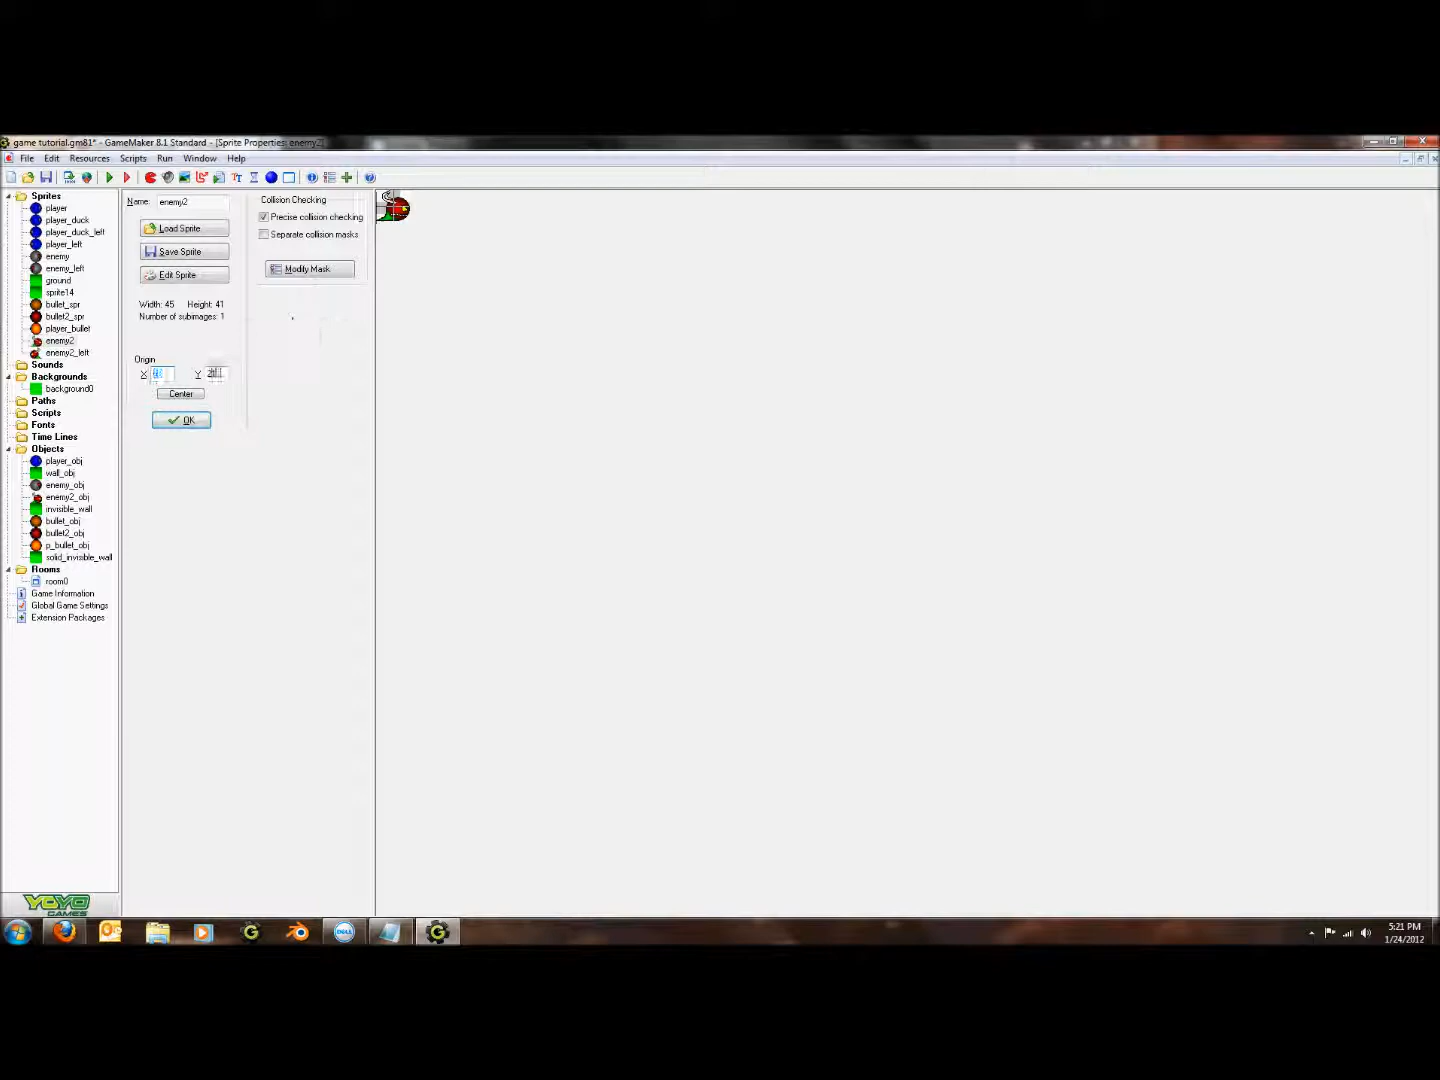 game tutorial.gm81* - GameMaker 8.1 Standard - [Sprite Properties: enemy2]
File Edit Resources Scripts Run Window Help
Sprites
player
player_duck
player_duck_left
player_left
enemy
enemy_left
ground
sprite14
bullet_spr
bullet2_spr
player_bullet
enemy2
enemy2_left
Sounds
Backgrounds
background0
Paths
Scripts
Fonts
Time Lines
Objects
player_obj
wall_obj
enemy_obj
enemy2_obj
invisible_wall
bullet_obj
bullet2_obj
p_bullet_obj
solid_invisible_wall
Rooms
room0
Game Information
Global Game Settings
Extension Packages
YOYO
GAMES
Name: enemy2
Load Sprite
Save Sprite
Edit Sprite
Width: 45 Height: 41
Number of subimages: 1
Origin
X Y
Center
OK
Collision Checking
Precise collision checking
Separate collision masks
Modify Mask
5:21 PM
1/24/2012